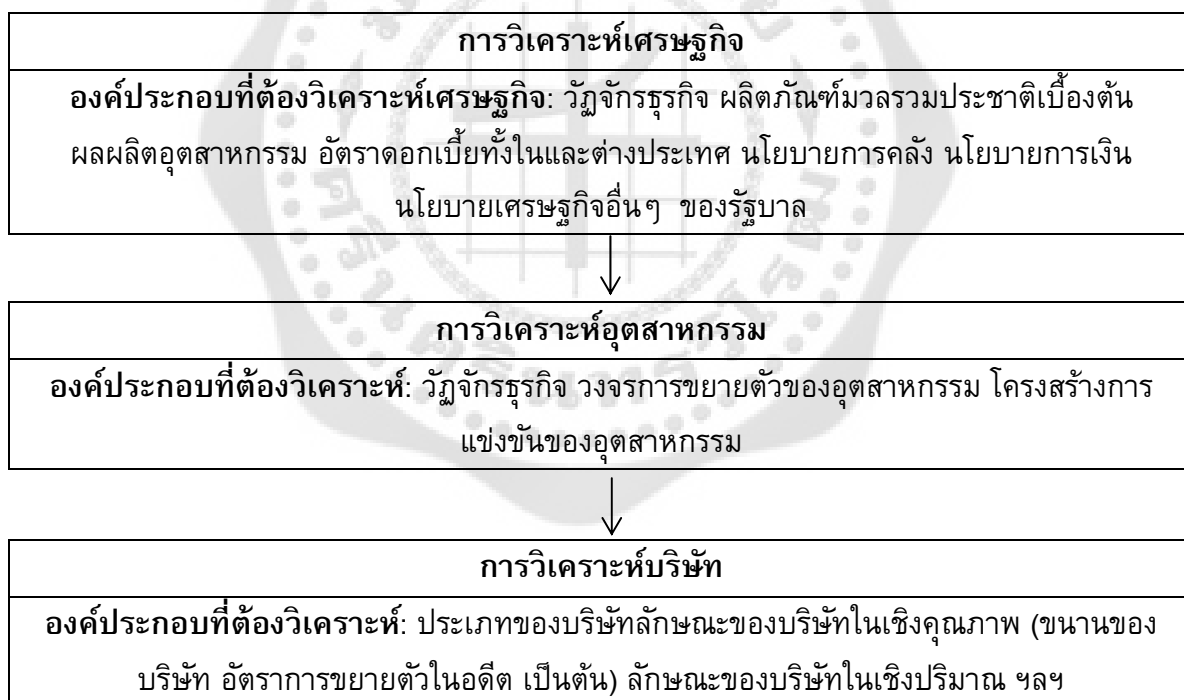 การวิเคราะห์เศรษฐกิจ
องค์ประกอบที่ต้องวิเคราะห์เศรษฐกิจ: วัฏจักรธุรกิจ ผลิตภัณฑ์มวลรวมประชาติเบื้องต้น
ผลผลิตอุตสาหกรรม อัตราดอกเบี้ยทั้งในและต่างประเทศ นโยบายการคลัง นโยบายการเงิน
นโยบายเศรษฐกิจอื่นๆ ของรัฐบาล
การวิเคราะห์อุตสาหกรรม
องค์ประกอบที่ต้องวิเคราะห์: วัฏจักรธุรกิจ วงจรการขยายตัวของอุตสาหกรรม โครงสร้างการ
แข่งขันของอุตสาหกรรม
การวิเคราะห์บริษัท
องค์ประกอบที่ต้องวิเคราะห์: ประเภทของบริษัทลักษณะของบริษัทในเชิงคุณภาพ (ขนานของ
บริษัท อัตราการขยายตัวในอดีต เป็นต้น) ลักษณะของบริษัทในเชิงปริมาณ ฯลฯ